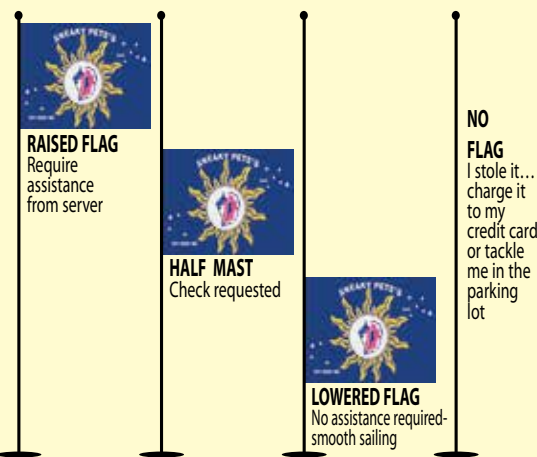 SNEAKY PETE'S
RAISED FLAG
Require
assistance
from server
SNEAKY PETE'S
HALF MAST
Check requested
SNEAKY PETE'S
LOWERED FLAG
No assistance required-
smooth sailing
NO
FLAG
I stole it...
charge it
to my
credit card
or tackle
me in the
parking
lot